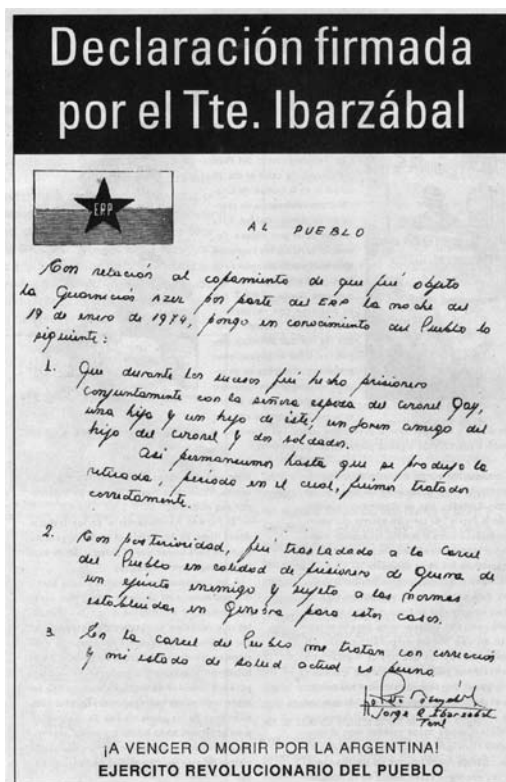 Declaración firmada
por el Tte. Ibarzábal
ERP
AL PUEBLO
Con relación al copamiento de que fué objeto
la Guarnición Azul por parte del ERP la noche del
19 de enero de 1974, pongo en conocimiento del Pueblo lo
siguiente:
1. Que durante los sucesos fuí hecho prisionero
conjuntamente con la señora esposa del coronel Gay,
una hija y un hijo de éste, un joven amigo del
hijo del coronel y dos soldados.
Así permanecimos hasta que se produjo la
retirada, período en el cual, fuimos tratados
correctamente.
2. Con posterioridad, fuí trasladado a la Carcel
del Pueblo en calidad de prisionero de guerra de
un ejército enemigo y sujeto a las normas
establecidas en Ginebra para estos casos.
3. En la carcel del Pueblo me tratan con corrección
y mi estado de salud actual es bueno.
Jorge R Ibarzabal
¡A VENCER O MORIR POR LA ARGENTINA!
EJERCITO REVOLUCIONARIO DEL PUEBLO